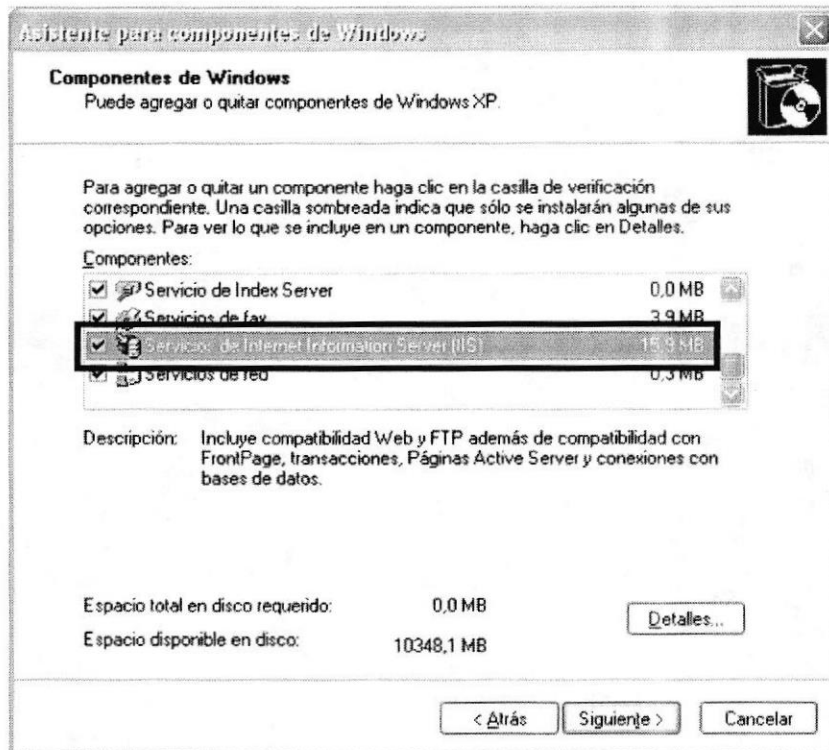 Asistente para componentes de Windows
Componentes de Windows
Puede agregar o quitar componentes de Windows XP.
Para agregar o quitar un componente haga clic en la casilla de verificación
correspondiente. Una casilla sombreada indica que sólo se instalarán algunas de sus
opciones. Para ver lo que se incluye en un componente, haga clic en Detalles.
Componentes:
Servicio de Index Server 0,0 MB
Servicios de fax 3,9 MB
Servicios de Internet Information Server (IIS) 15,9 MB
Servicios de red 0,3 MB
Descripción: Incluye compatibilidad Web y FTP además de compatibilidad con
FrontPage, transacciones, Páginas Active Server y conexiones con
bases de datos.
Espacio total en disco requerido: 0,0 MB
Detalles...
Espacio disponible en disco: 10348,1 MB
< Atrás Siguiente > Cancelar